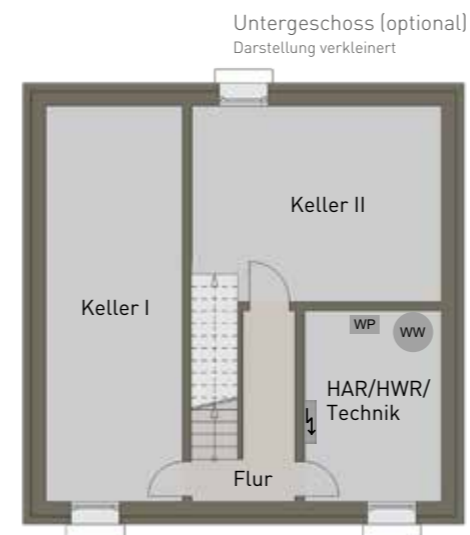 Untergeschoss (optional)
Darstellung verkleinert
Keller II
Keller I
WP
WW
HAR/HWR/
Technik
Flur